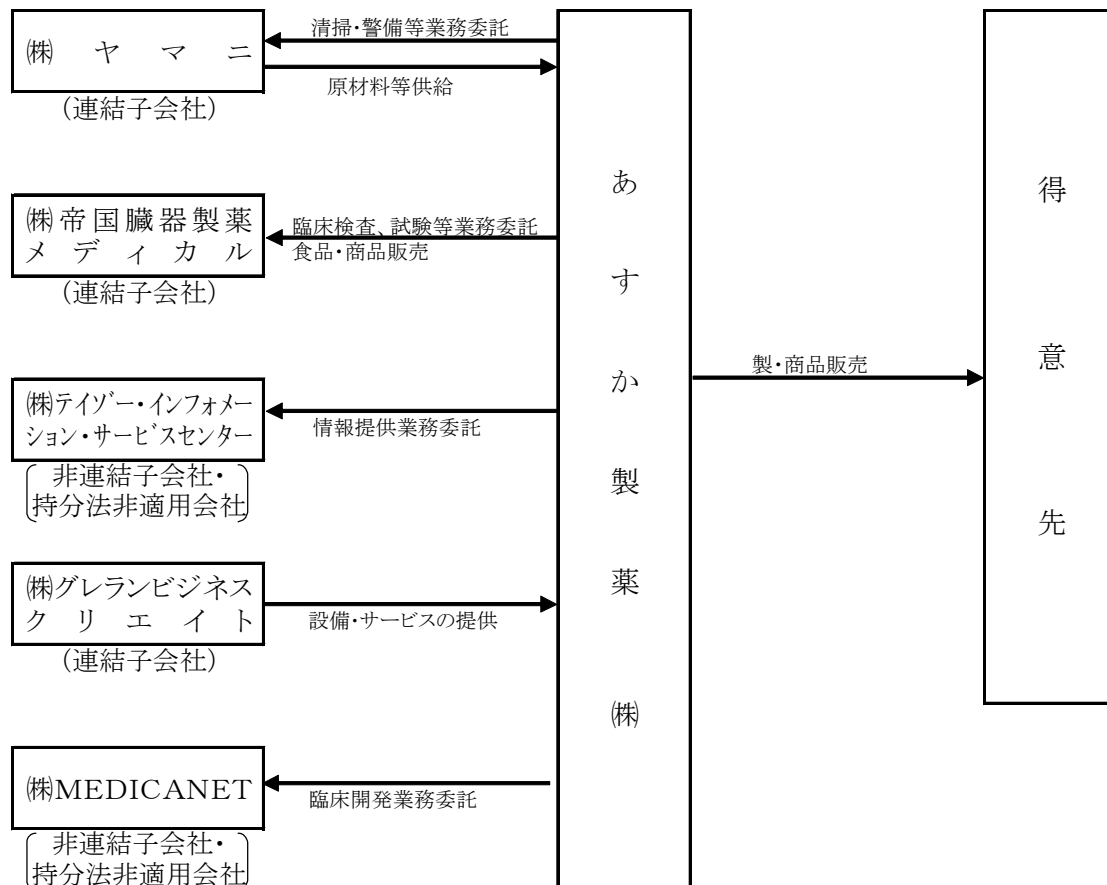 ㈱ヤマニ
(連結子会社)
清掃・警備等業務委託
原材料等供給
㈱帝国臓器製薬
メディカル
(連結子会社)
臨床検査、試験等業務委託
食品・商品販売
㈱テイゾー・インフォメー
ション・サービスセンター
非連結子会社・
持分法非適用会社
情報提供業務委託
㈱グレランビジネス
クリエイト
(連結子会社)
設備・サービスの提供
㈱MEDICANET
非連結子会社・
持分法非適用会社
臨床開発業務委託
あすか製薬㈱
製・商品販売
得意先